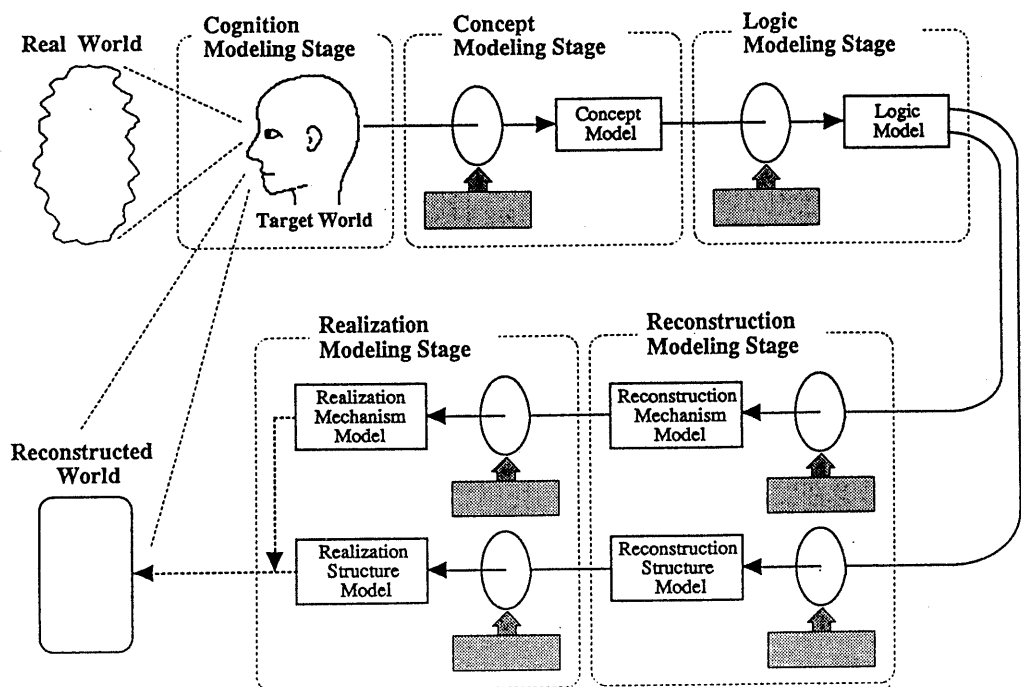 Real World
Cognition
Modeling Stage
Concept
Modeling Stage
Logic
Modeling Stage
Concept
Model
Logic
Model
Target World
Realization
Modeling Stage
Reconstruction
Modeling Stage
Realization
Mechanism
Model
Reconstruction
Mechanism
Model
Reconstructed
World
Realization
Structure
Model
Reconstruction
Structure
Model